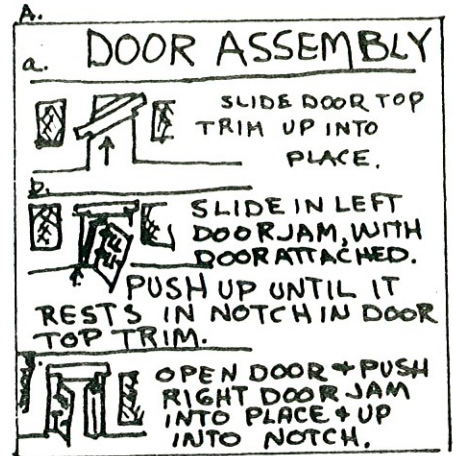 A.
a. DOOR ASSEMBLY
SLIDE DOOR TOP
TRIM UP INTO
PLACE.
b.
SLIDE IN LEFT
DOORJAM, WITH
DOOR ATTACHED.
PUSH UP UNTIL IT
RESTS IN NOTCH IN DOOR
TOP TRIM.
OPEN DOOR & PUSH
RIGHT DOOR JAM
INTO PLACE & UP
INTO NOTCH.